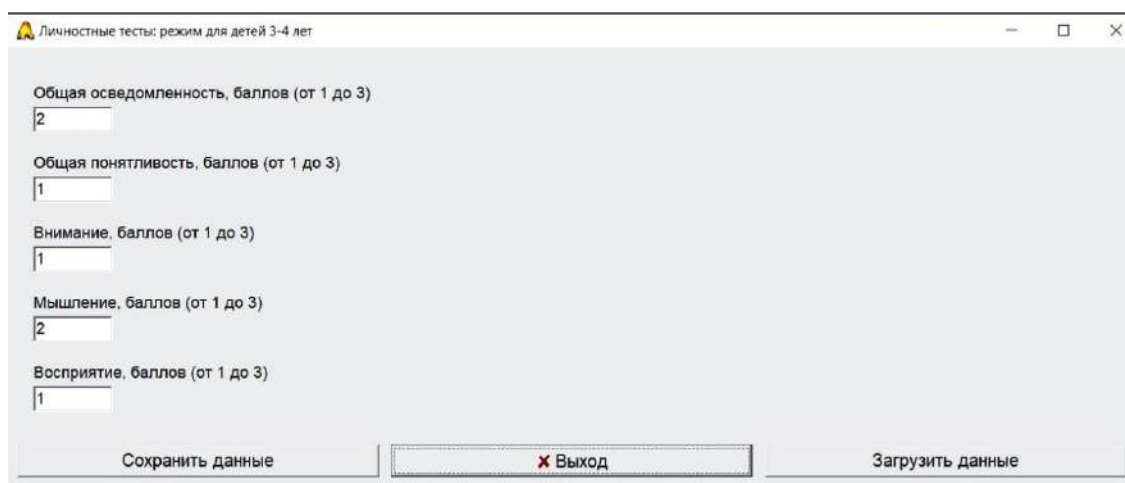 Личностные тесты: режим для детей 3-4 лет
Общая осведомленность, баллов (от 1 до 3)
2
Общая понятливость, баллов (от 1 до 3)
1
Внимание, баллов (от 1 до 3)
1
Мышление, баллов (от 1 до 3)
2
Восприятие, баллов (от 1 до 3)
1
Сохранить данные Выход Загрузить данные